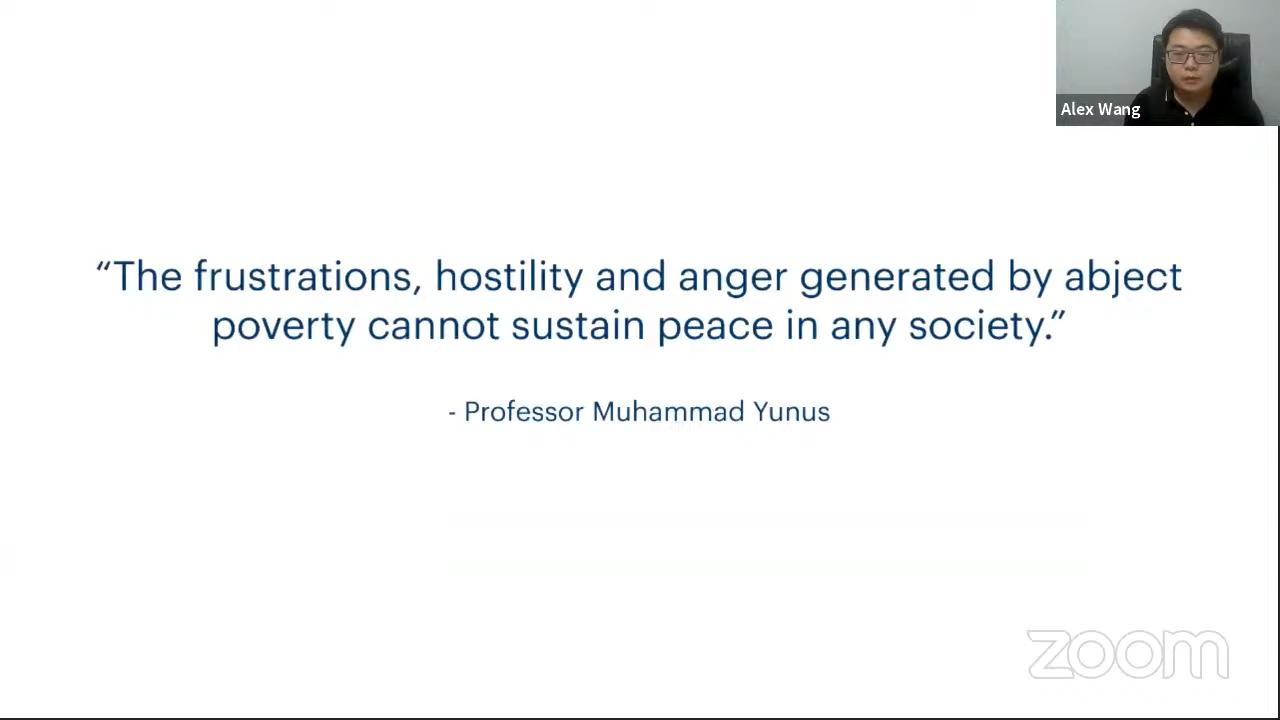 Alex Wang
“The frustrations, hostility and anger generated by abject
poverty cannot sustain peace in any society.”
- Professor Muhammad Yunus
zoom